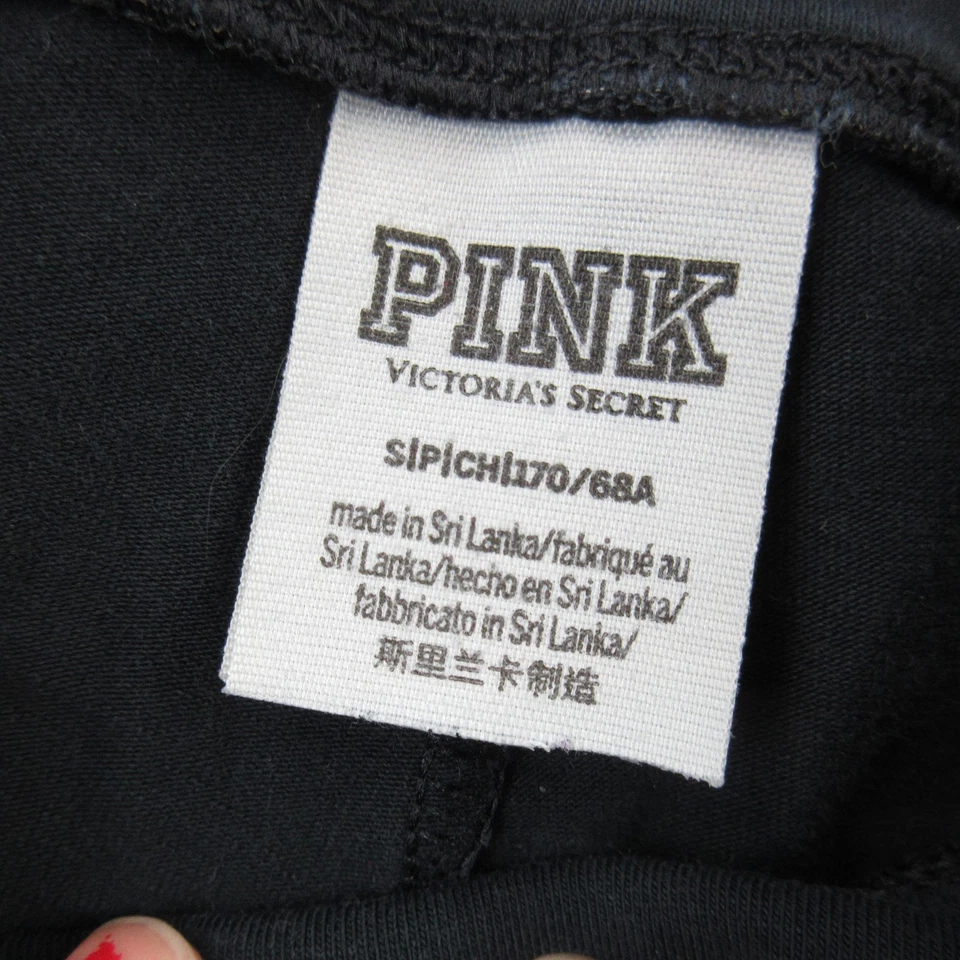 PINK
VICTORIA'S SECRET
S|P|CH|170/68A
made in Sri Lanka/fabriqué au
Sri Lanka/hecho en Sri Lanka/
fabbricato in Sri Lanka/
斯里兰卡制造